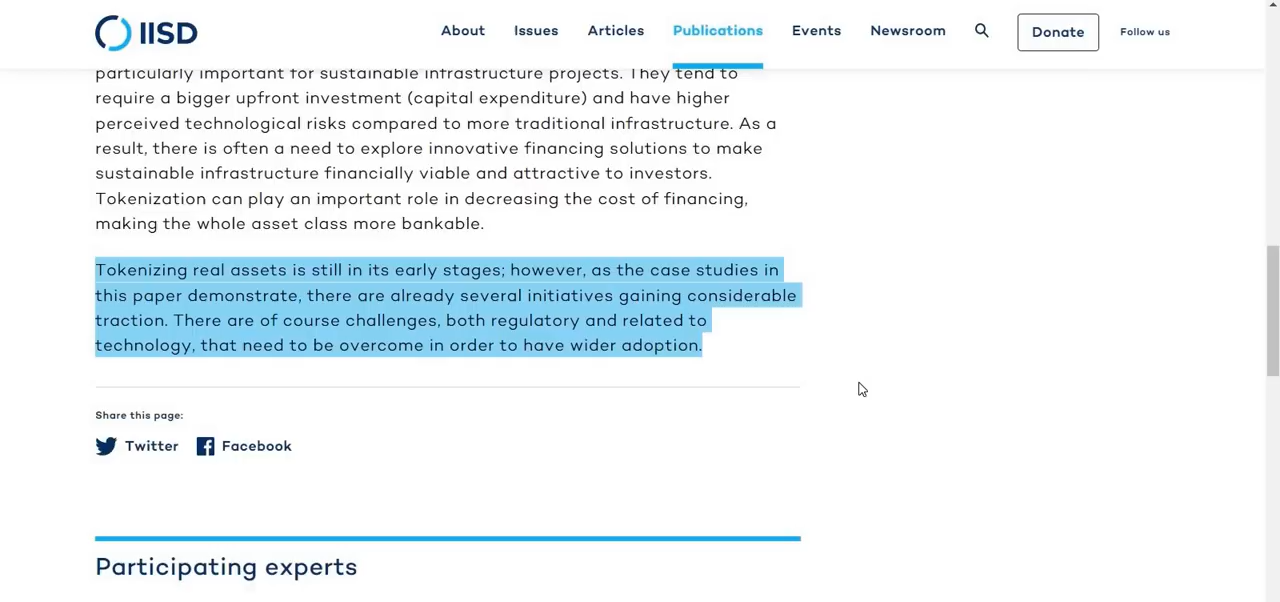 IISD About Issues Articles Publications Events Newsroom Donate Follow us
particularly important for sustainable infrastructure projects. They tend to
require a bigger upfront investment (capital expenditure) and have higher
perceived technological risks compared to more traditional infrastructure. As a
result, there is often a need to explore innovative financing solutions to make
sustainable infrastructure financially viable and attractive to investors.
Tokenization can play an important role in decreasing the cost of financing,
making the whole asset class more bankable.
Tokenizing real assets is still in its early stages; however, as the case studies in
this paper demonstrate, there are already several initiatives gaining considerable
traction. There are of course challenges, both regulatory and related to
technology, that need to be overcome in order to have wider adoption.
Share this page:
Twitter Facebook
Participating experts